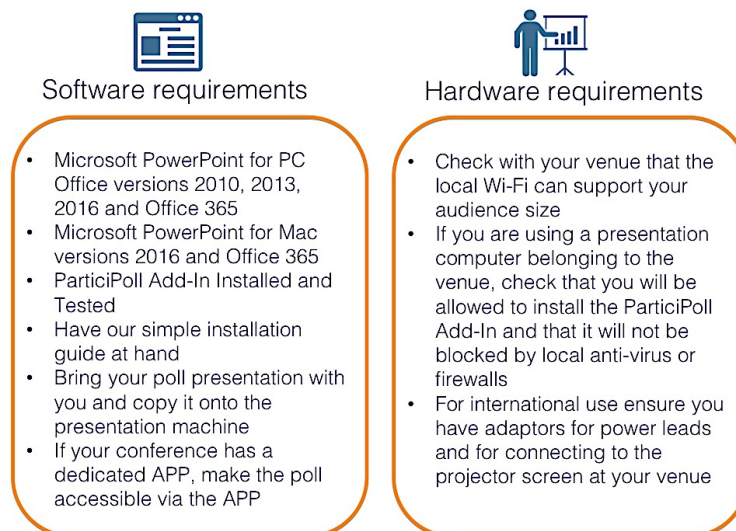 Software requirements
• Microsoft PowerPoint for PC
Office versions 2010, 2013,
2016 and Office 365
• Microsoft PowerPoint for Mac
versions 2016 and Office 365
• ParticiPoll Add-In Installed and
Tested
• Have our simple installation
guide at hand
• Bring your poll presentation with
you and copy it onto the
presentation machine
• If your conference has a
dedicated APP, make the poll
accessible via the APP
Hardware requirements
• Check with your venue that the
local Wi-Fi can support your
audience size
• If you are using a presentation
computer belonging to the
venue, check that you will be
allowed to install the ParticiPoll
Add-In and that it will not be
blocked by local anti-virus or
firewalls
• For international use ensure you
have adaptors for power leads
and for connecting to the
projector screen at your venue